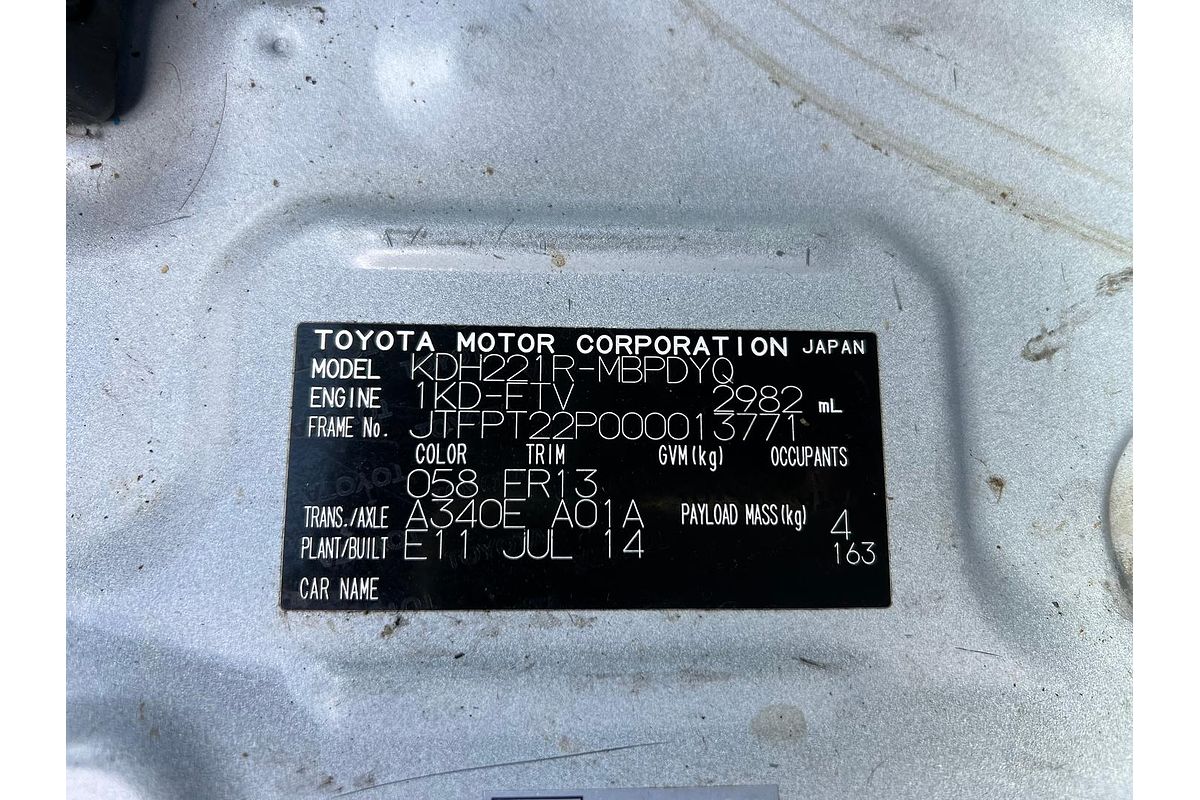 TOYOTA MOTOR CORPORATION JAPAN
MODEL KDH221R-MBPDYQ
ENGINE 1KD-FTV 2982 mL
FRAME No. JTFPT22P000013771
COLOR TRIM GVM(kg) OCCUPANTS
058 FR13
TRANS./AXLE A340E A01A PAYLOAD MASS(kg) 4
PLANT/BUILT E11 JUL 14 163
CAR NAME